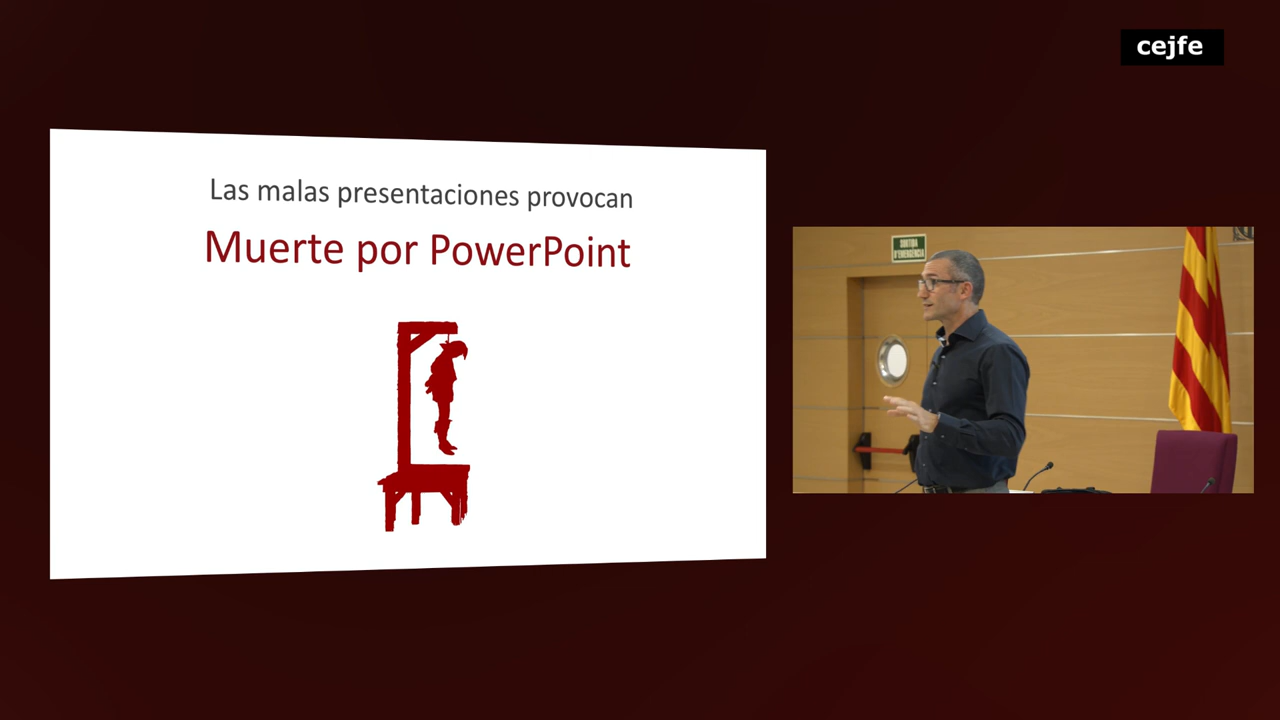 cejfe
Las malas presentaciones provocan
Muerte por PowerPoint
SORTIDA
D'EMERGÈNCIA